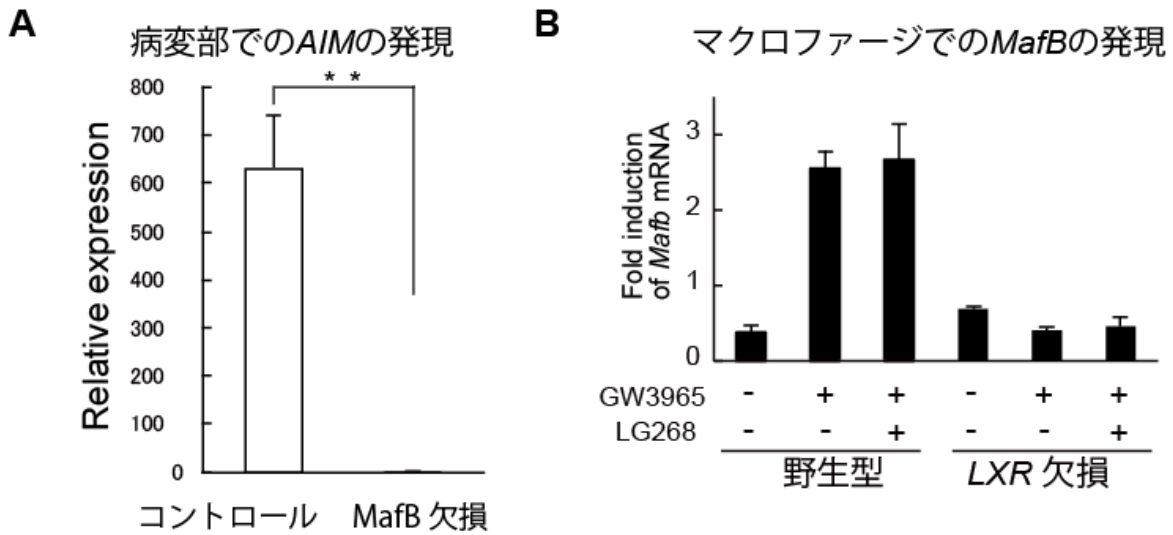 A
病変部でのAIMの発現
* *
800
700
600
500
400
300
200
100
0
Relative expression
コントロール MafB 欠損
B
マクロファージでのMafBの発現
Fold induction
of Mafb mRNA
3
2
1
0
GW3965 - + + - + +
LG268 - - + - - +
野生型 LXR 欠損